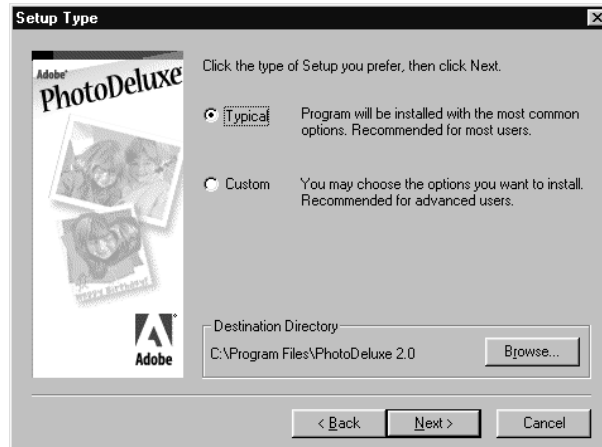 Setup Type
Adobe
PhotoDeluxe
HAPPY BIRTHDAY!
Adobe
Click the type of Setup you prefer, then click Next.
Typical
Program will be installed with the most common
options. Recommended for most users.
Custom
You may choose the options you want to install.
Recommended for advanced users.
Destination Directory
C:\Program Files\PhotoDeluxe 2.0
Browse...
< Back
Next >
Cancel